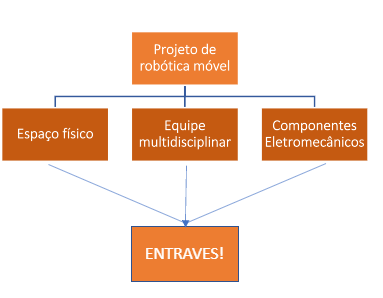 Projeto de
robótica móvel
Espaço físico
Equipe
multidisciplinar
Componentes
Eletromecânicos
ENTRAVES!